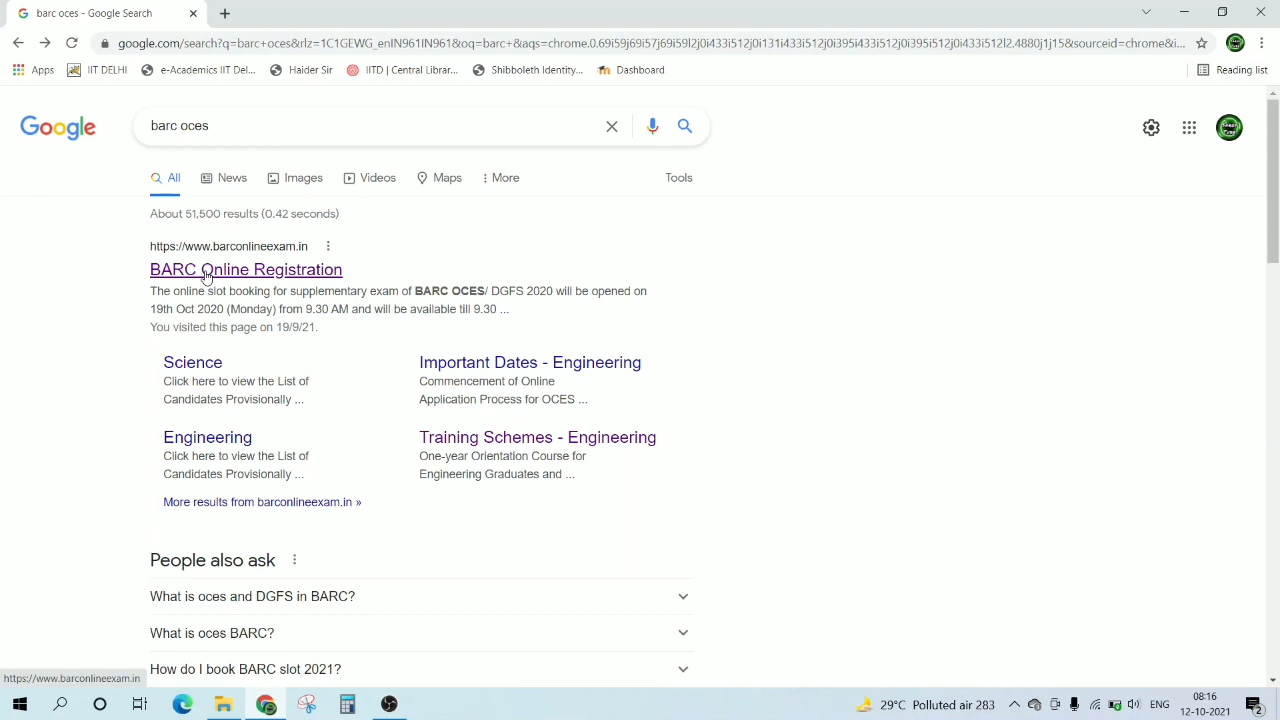 barc oces - Google Search
google.com/search?q=barc+oces&rlz=1C1GEWG_enIN961IN961&oq=barc+&aqs=chrome.0.69i59j69i57j69i59l2j0i433i512j0i131i433i512j0i395i433i512j0i395i512j0i433i512l2.4880j1j15&sourceid=chrome&i...
Apps IIT DELHI e-Academics IIT Del... Haider Sir IITD | Central Librar... Shibboleth Identity... Dashboard Reading list
Google barc oces
All News Images Videos Maps More Tools
About 51,500 results (0.42 seconds)
https://www.barconlineexam.in
BARC Online Registration
The online slot booking for supplementary exam of BARC OCES/ DGFS 2020 will be opened on
19th Oct 2020 (Monday) from 9.30 AM and will be available till 9.30 ...
You visited this page on 19/9/21.
Science Important Dates - Engineering
Click here to view the List of Commencement of Online
Candidates Provisionally ... Application Process for OCES ...
Engineering Training Schemes - Engineering
Click here to view the List of One-year Orientation Course for
Candidates Provisionally ... Engineering Graduates and ...
More results from barconlineexam.in »
People also ask
What is oces and DGFS in BARC?
What is oces BARC?
How do I book BARC slot 2021?
https://www.barconlineexam.in
29°C Polluted air 283 ENG 08:16
12-10-2021 2